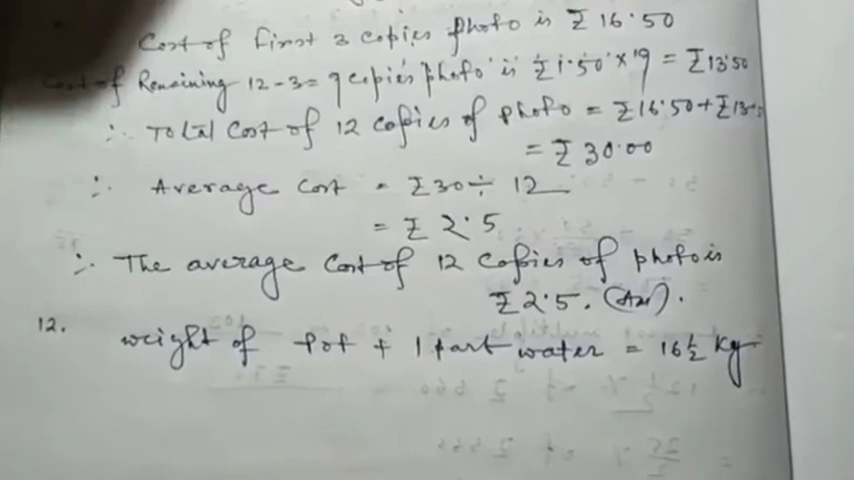 Cost of first 3 copies photo is ₹16.50
Cost of Remaining 12-3= 9 copies photo is ₹1.50 × 9 = ₹13.50
∴ Total Cost of 12 copies of photo = ₹16.50 + ₹13.
= ₹30.00
∴ Average Cost = ₹30 ÷ 12
= ₹2.5
∴ The average Cost of 12 copies of photo is
₹2.5. (Ans).
12.
weight of Pot + 1 part water = 16 1/2 Kg